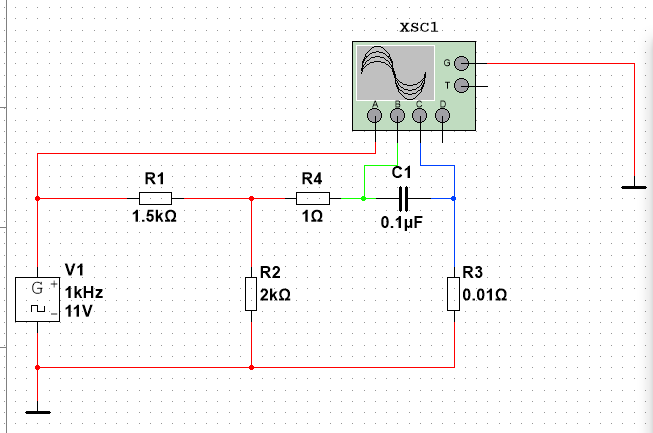 XSC1
G
T
A B C D
R1
1.5kΩ
R4
1Ω
C1
0.1µF
V1
G + −
1kHz
11V
R2
2kΩ
R3
0.01Ω